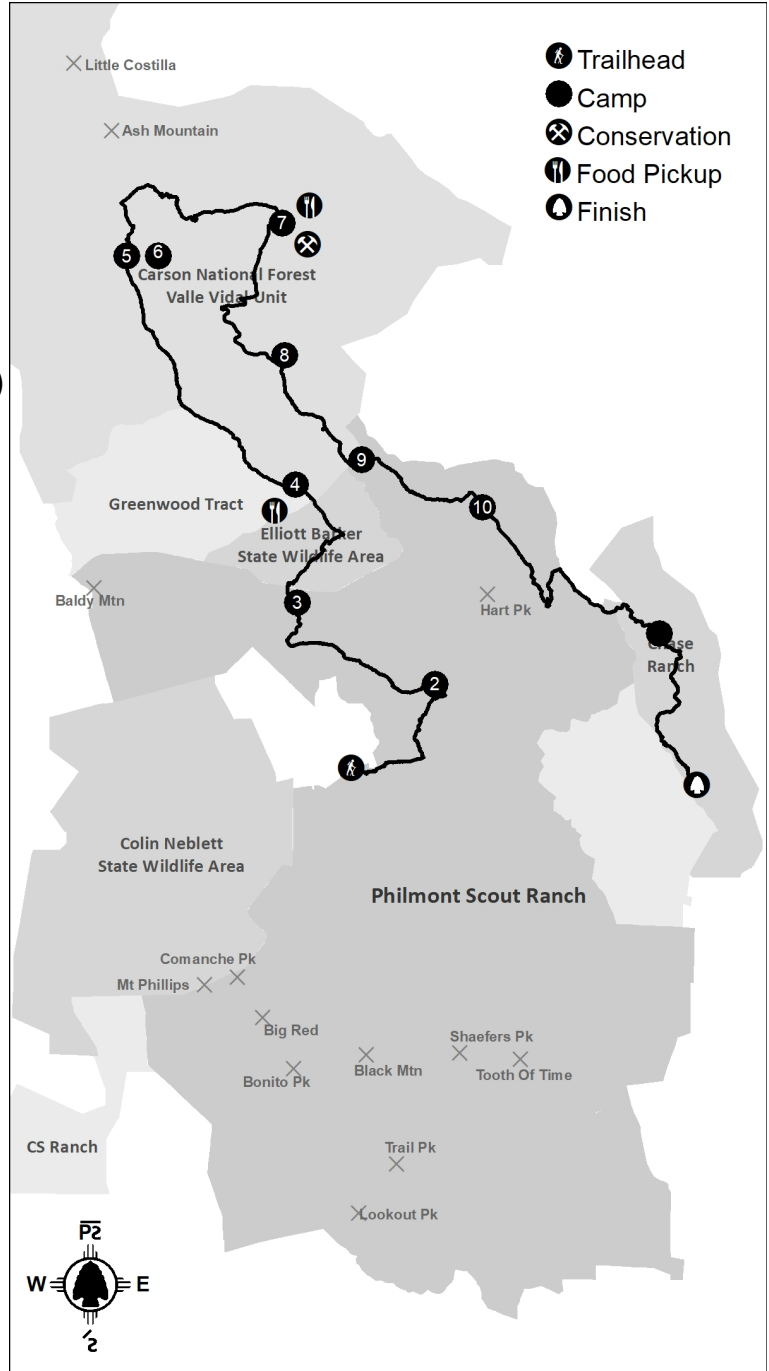 Little Costilla
Ash Mountain
Trailhead
Camp
Conservation
Food Pickup
Finish
7
5
6
Carson National Forest
Valle Vidal Unit
8
9
4
10
Greenwood Tract
Elliott Barker
State Wildlife Area
Baldy Mtn
3
Hart Pk
Chase
Ranch
2
Colin Neblett
State Wildlife Area
Philmont Scout Ranch
Comanche Pk
Mt Phillips
Big Red
Bonito Pk
Black Mtn
Shaefers Pk
Tooth Of Time
CS Ranch
Trail Pk
Lookout Pk
W
E